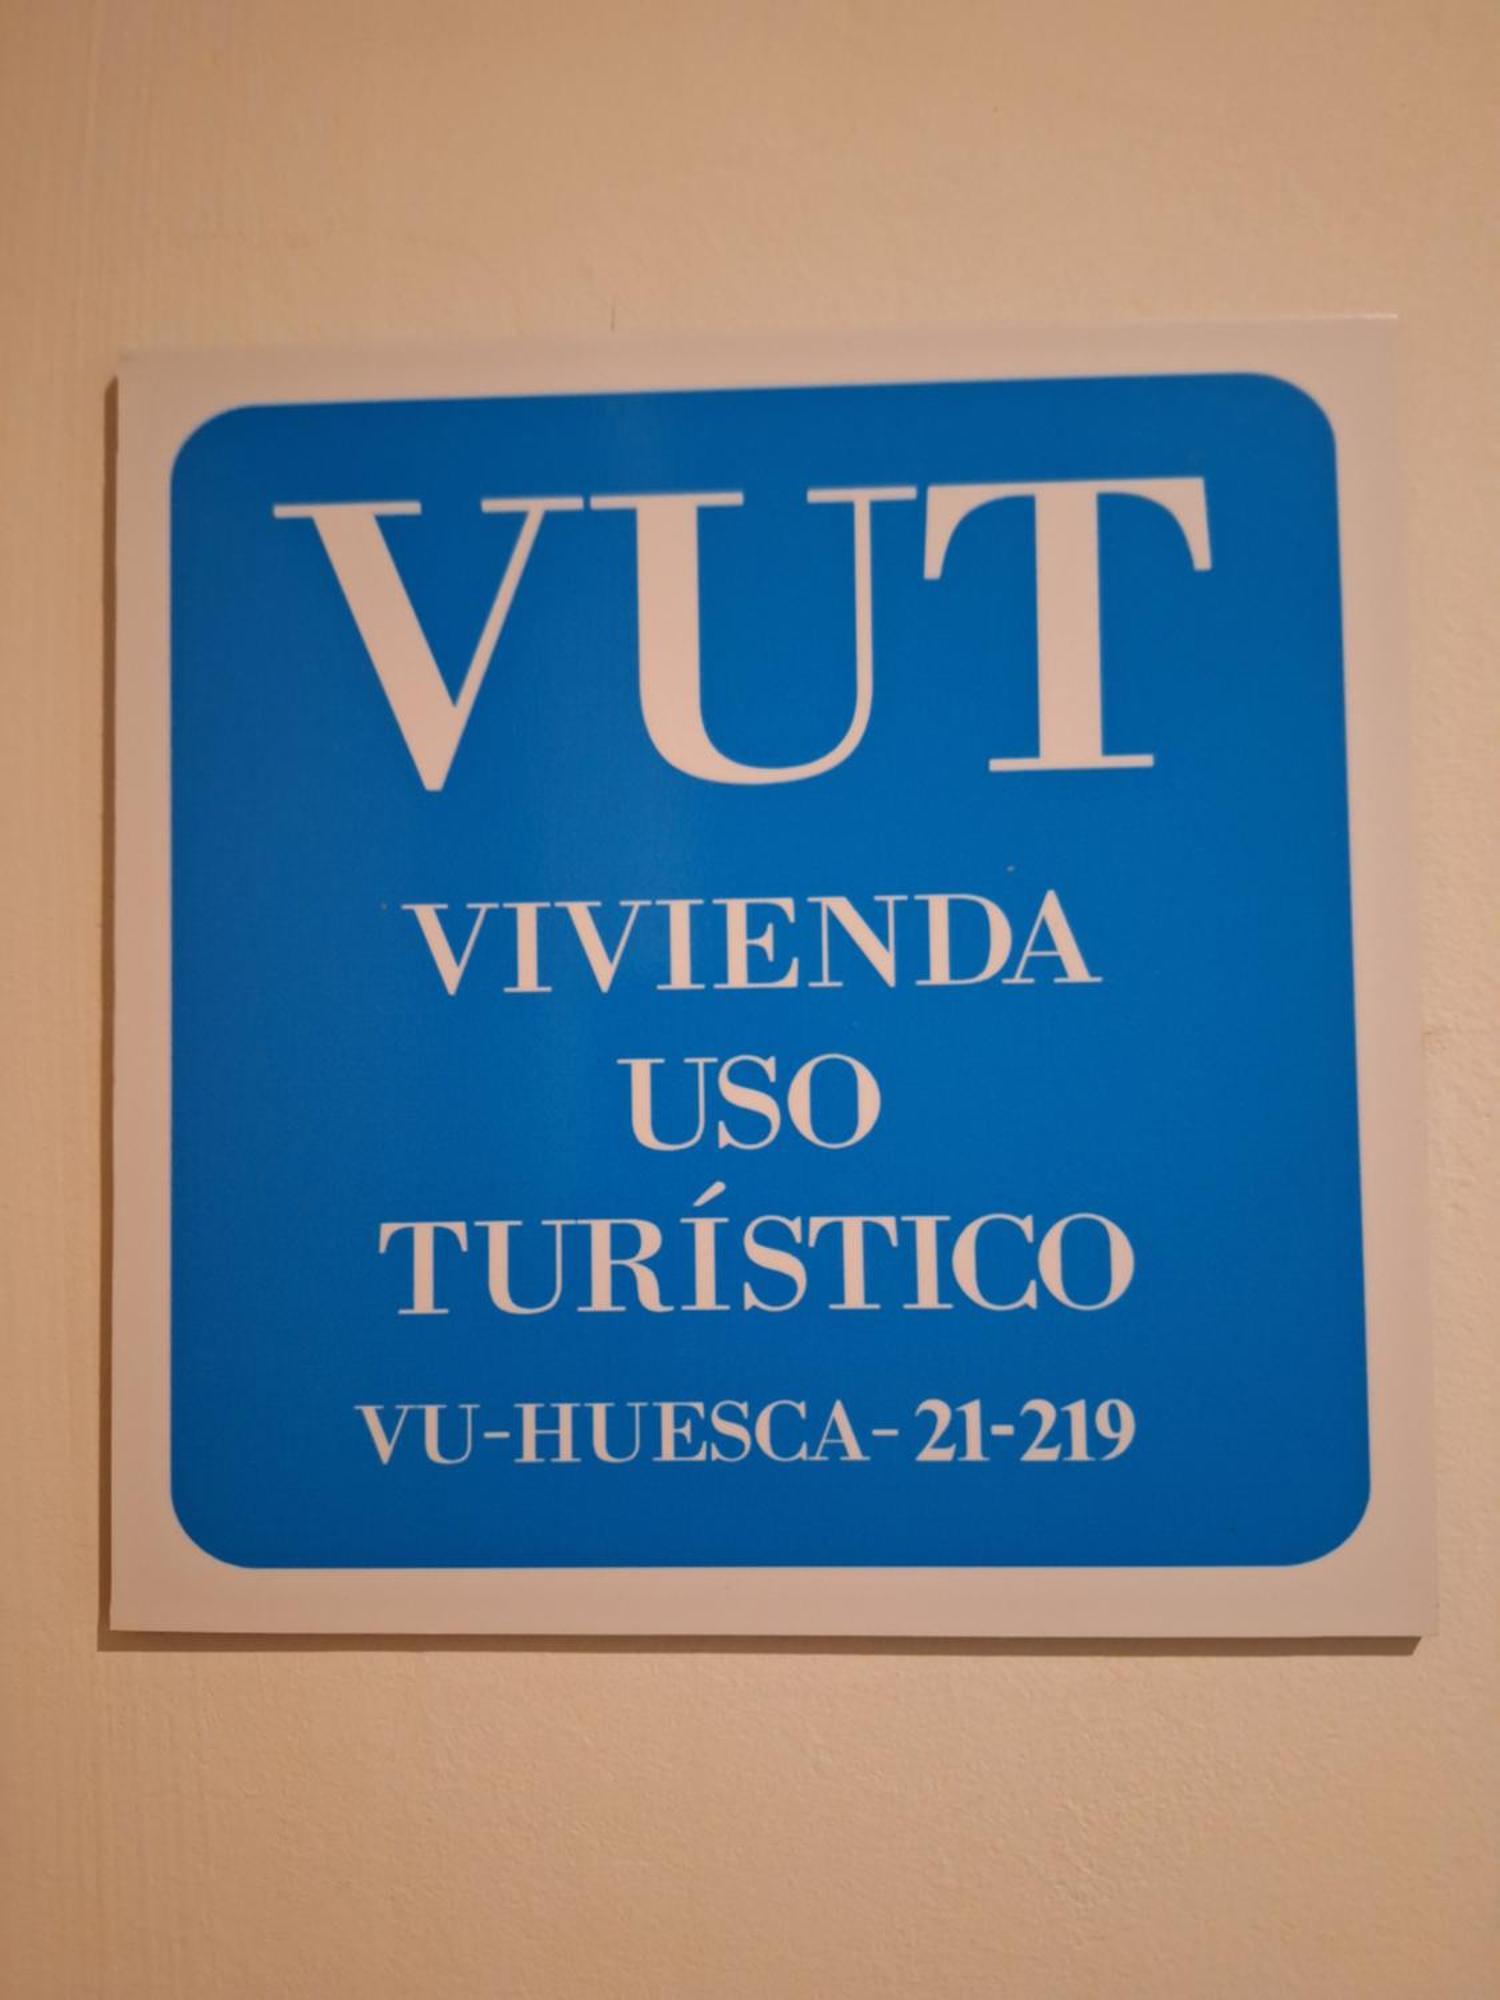 VUT
VIVIENDA
USO
TURÍSTICO
VU-HUESCA- 21-219